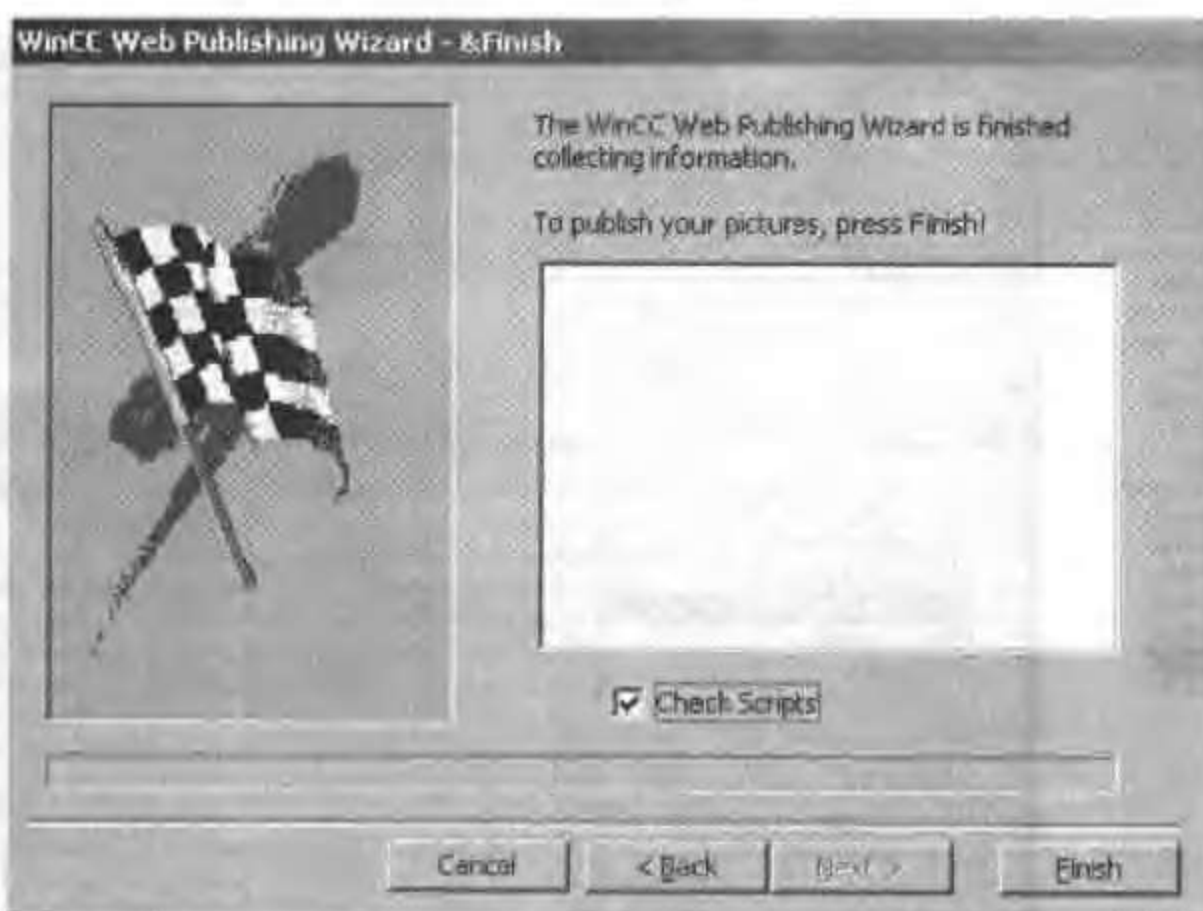 WinCC Web Publishing Wizard - &Finish
The WinCC Web Publishing Wizard is finished
collecting information.
To publish your pictures, press Finish!
Check Scripts
Cancel
< Back
Next >
Finish